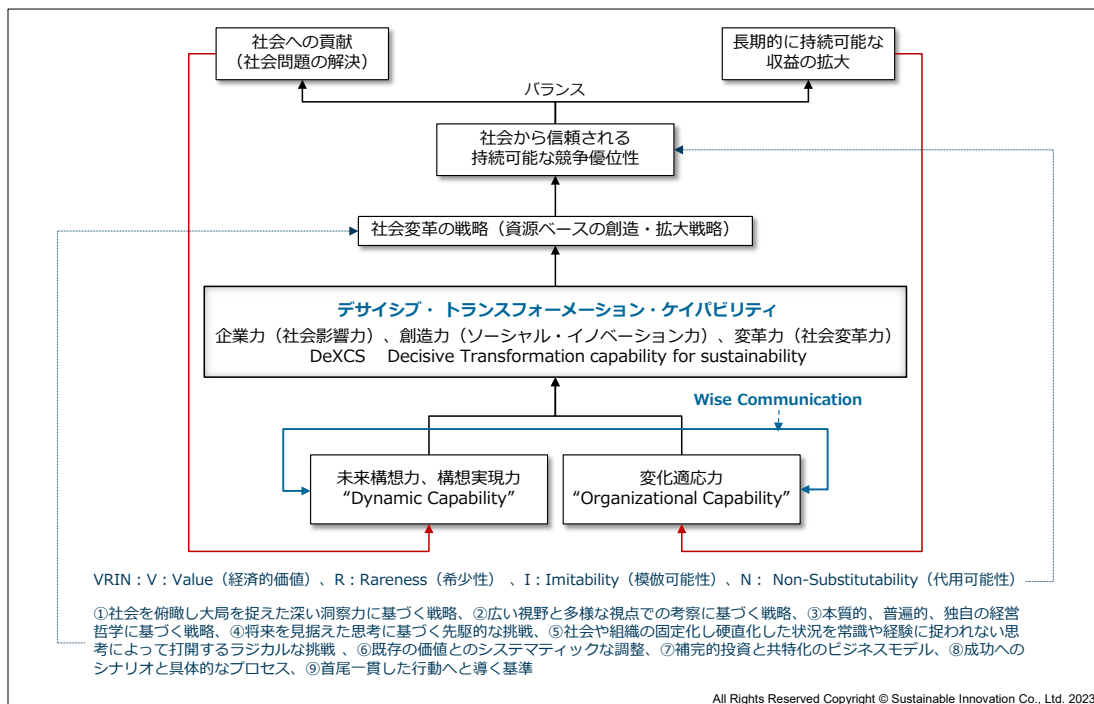 社会への貢献
（社会問題の解決）
長期的に持続可能な
収益の拡大
バランス
社会から信頼される
持続可能な競争優位性
社会変革の戦略（資源ベースの創造・拡大戦略）
デサイシブ・ トランスフォーメーション・ケイパビリティ
企業力（社会影響力）、創造力（ソーシャル・イノベーション力）、変革力（社会変革力）
DeXCS Decisive Transformation capability for sustainability
Wise Communication
未来構想力、構想実現力
“Dynamic Capability”
変化適応力
“Organizational Capability”
VRIN：V：Value（経済的価値）、R：Rareness（希少性） 、I：Imitability（模倣可能性）、N： Non-Substitutability（代用可能性）
①社会を俯瞰し大局を捉えた深い洞察力に基づく戦略、②広い視野と多様な視点での考察に基づく戦略、③本質的、普遍的、独自の経営
哲学に基づく戦略、④将来を見据えた思考に基づく先駆的な挑戦、⑤社会や組織の固定化し硬直化した状況を常識や経験に捉われない思
考によって打開するラジカルな挑戦 、⑥既存の価値とのシステマティックな調整、⑦補完的投資と共特化のビジネスモデル、⑧成功への
シナリオと具体的なプロセス、⑨首尾一貫した行動へと導く基準
All Rights Reserved Copyright © Sustainable Innovation Co., Ltd. 2023